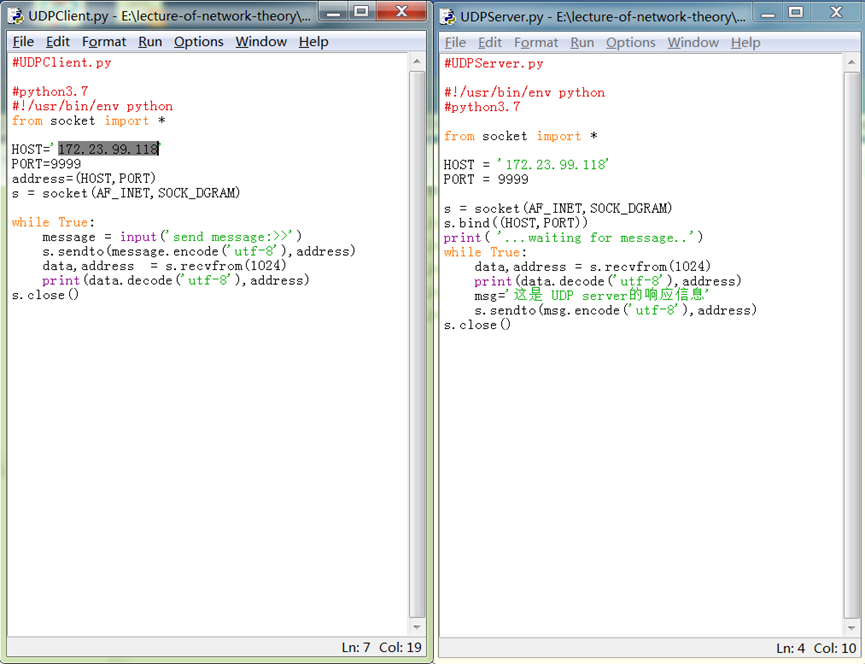 UDPClient.py - E:\lecture-of-network-theory\...
File Edit Format Run Options Window Help
#UDPClient.py
#python3.7
#!/usr/bin/env python
from socket import *
HOST='172.23.99.118'
PORT=9999
address=(HOST,PORT)
s = socket(AF_INET,SOCK_DGRAM)
while True:
    message = input('send message:>>')
    s.sendto(message.encode('utf-8'),address)
    data,address  = s.recvfrom(1024)
    print(data.decode('utf-8'),address)
s.close()
Ln: 7 Col: 19
UDPServer.py - E:\lecture-of-network-theory\...
File Edit Format Run Options Window Help
#UDPServer.py
#!/usr/bin/env python
#python3.7
from socket import *
HOST = '172.23.99.118'
PORT = 9999
s = socket(AF_INET,SOCK_DGRAM)
s.bind((HOST,PORT))
print( '...waiting for message..')
while True:
    data,address = s.recvfrom(1024)
    print(data.decode('utf-8'),address)
    msg='这是 UDP server的响应信息'
    s.sendto(msg.encode('utf-8'),address)
s.close()
Ln: 4 Col: 10